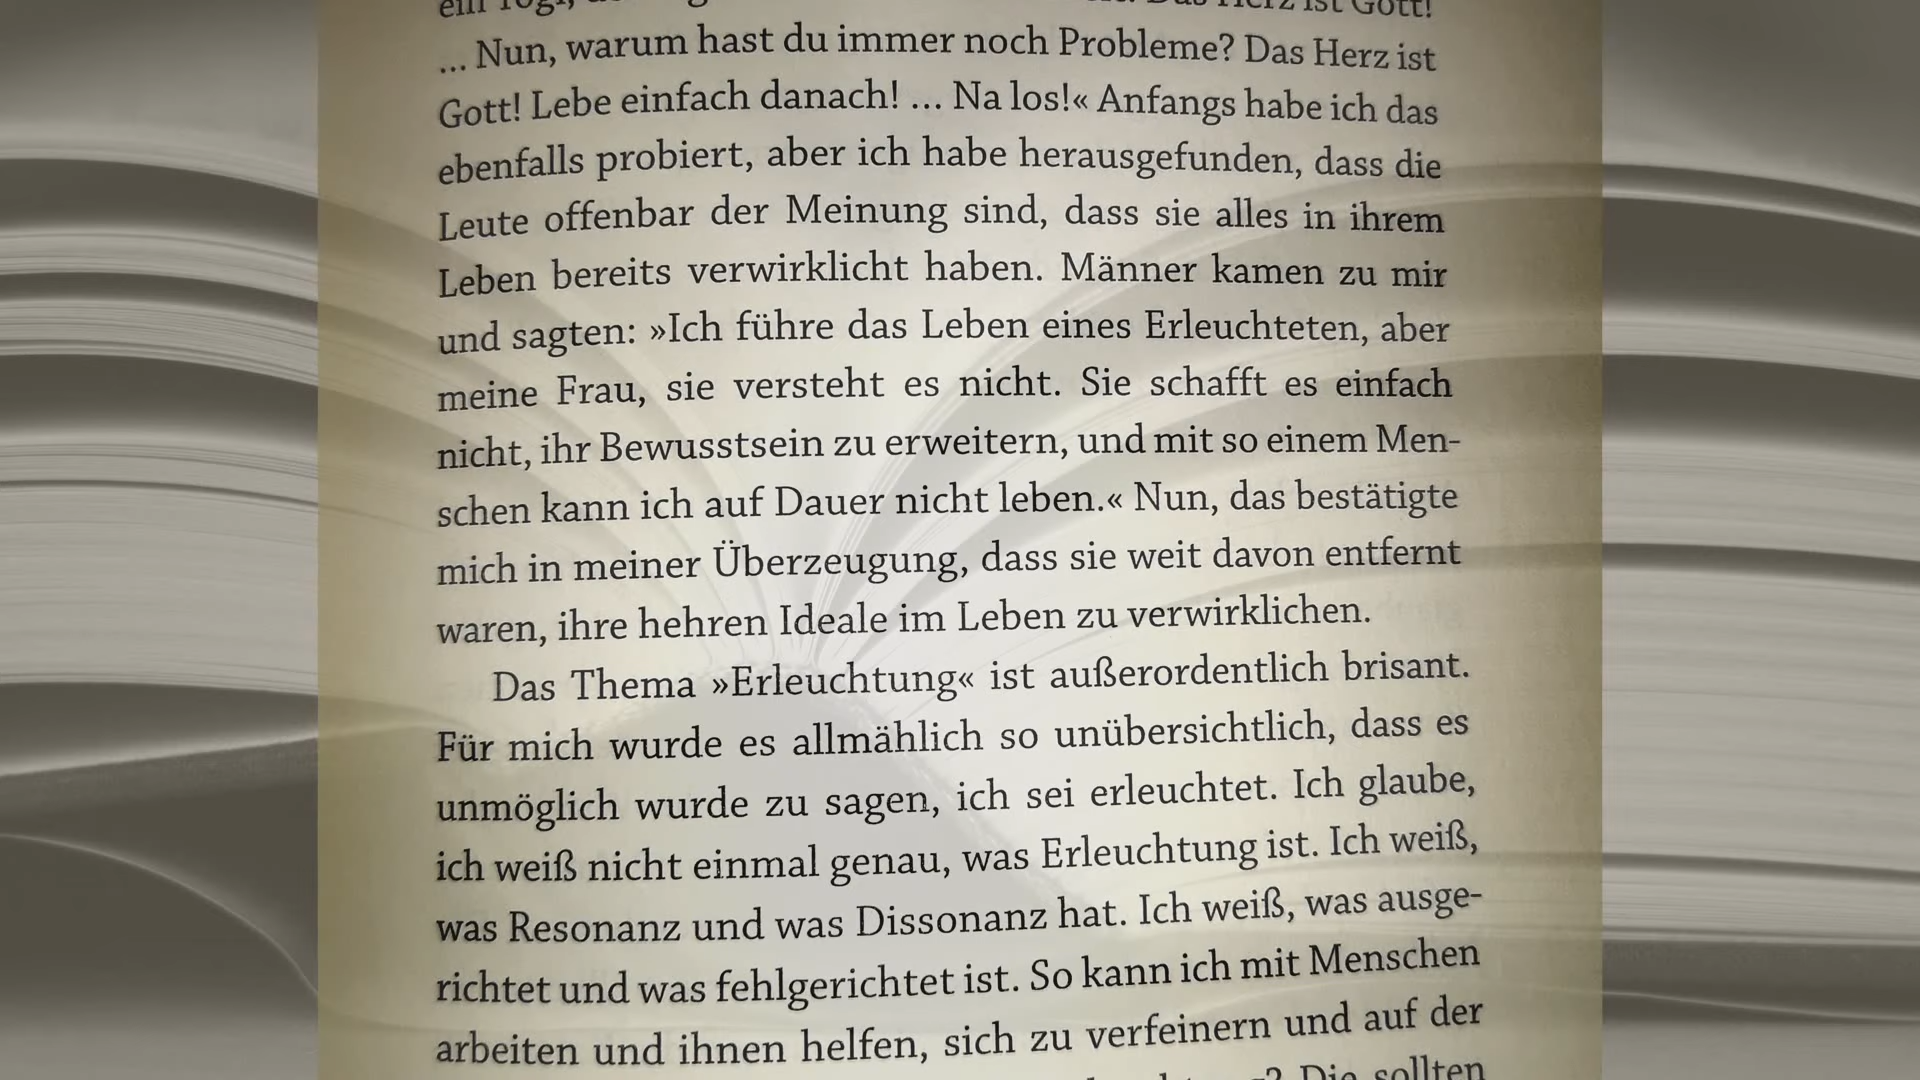 ein ist Gott!
... Nun, warum hast du immer noch Probleme? Das Herz ist
Gott! Lebe einfach danach! ... Na los!« Anfangs habe ich das
ebenfalls probiert, aber ich habe herausgefunden, dass die
Leute offenbar der Meinung sind, dass sie alles in ihrem
Leben bereits verwirklicht haben. Männer kamen zu mir
und sagten: »Ich führe das Leben eines Erleuchteten, aber
meine Frau, sie versteht es nicht. Sie schafft es einfach
nicht, ihr Bewusstsein zu erweitern, und mit so einem Men-
schen kann ich auf Dauer nicht leben.« Nun, das bestätigte
mich in meiner Überzeugung, dass sie weit davon entfernt
waren, ihre hehren Ideale im Leben zu verwirklichen.
Das Thema »Erleuchtung« ist außerordentlich brisant.
Für mich wurde es allmählich so unübersichtlich, dass es
unmöglich wurde zu sagen, ich sei erleuchtet. Ich glaube,
ich weiß nicht einmal genau, was Erleuchtung ist. Ich weiß,
was Resonanz und was Dissonanz hat. Ich weiß, was ausge-
richtet und was fehlgerichtet ist. So kann ich mit Menschen
arbeiten und ihnen helfen, sich zu verfeinern und auf der
Die sollten